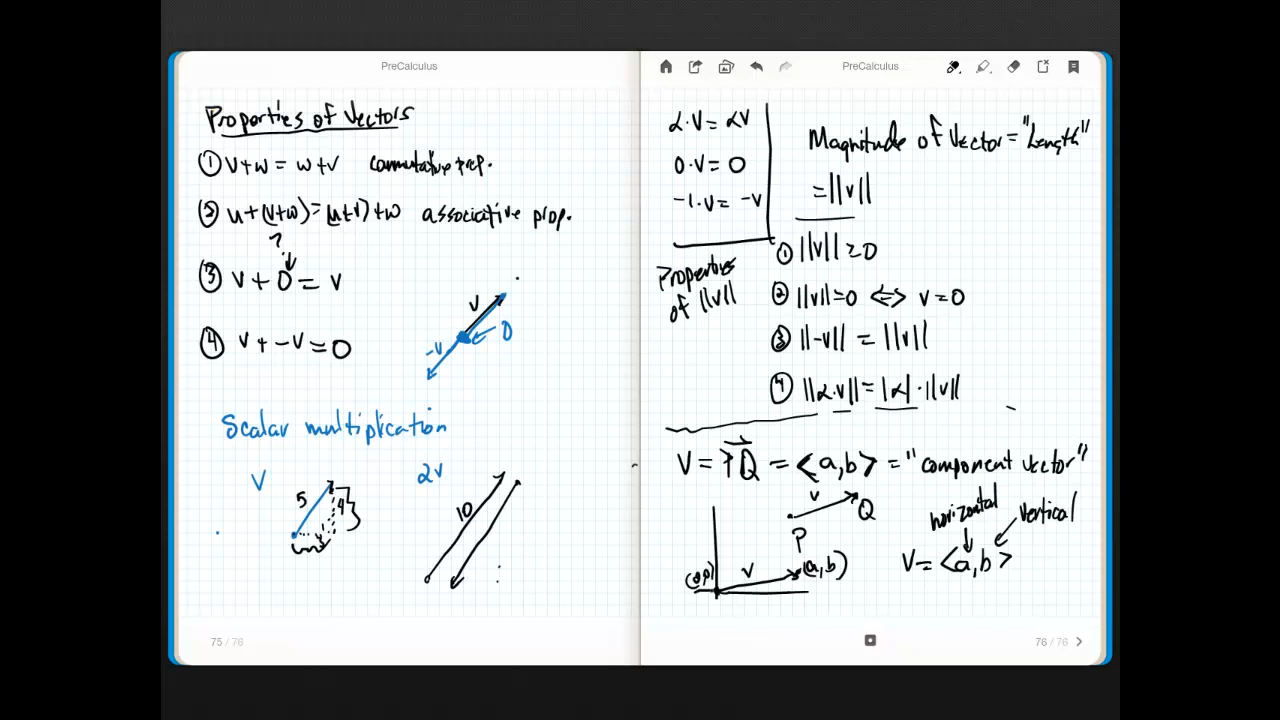 PreCalculus
Properties of Vectors
① v+w = w+v commutative prop.
② u+(v+w)=(u+v)+w associative prop.
?
③ v + 0 = v
④ v + -v = 0
v
-v
0
Scalar multiplication
v
5
4
3
2v
10
75 / 76
PreCalculus
α·v = αv
0·v = 0
-1·v = -v
Magnitude of Vector = "Length"
= ||v||
Properties
of ||v||
① ||v|| ≥ 0
② ||v||=0 <=> v=0
③ ||-v|| = ||v||
④ ||α·v|| = |α|·||v||
v = PQ = <a,b> = "component vector"
v
P
Q
horizontal
vertical
(0,0)
v
(a,b)
v = <a,b>
76 / 76